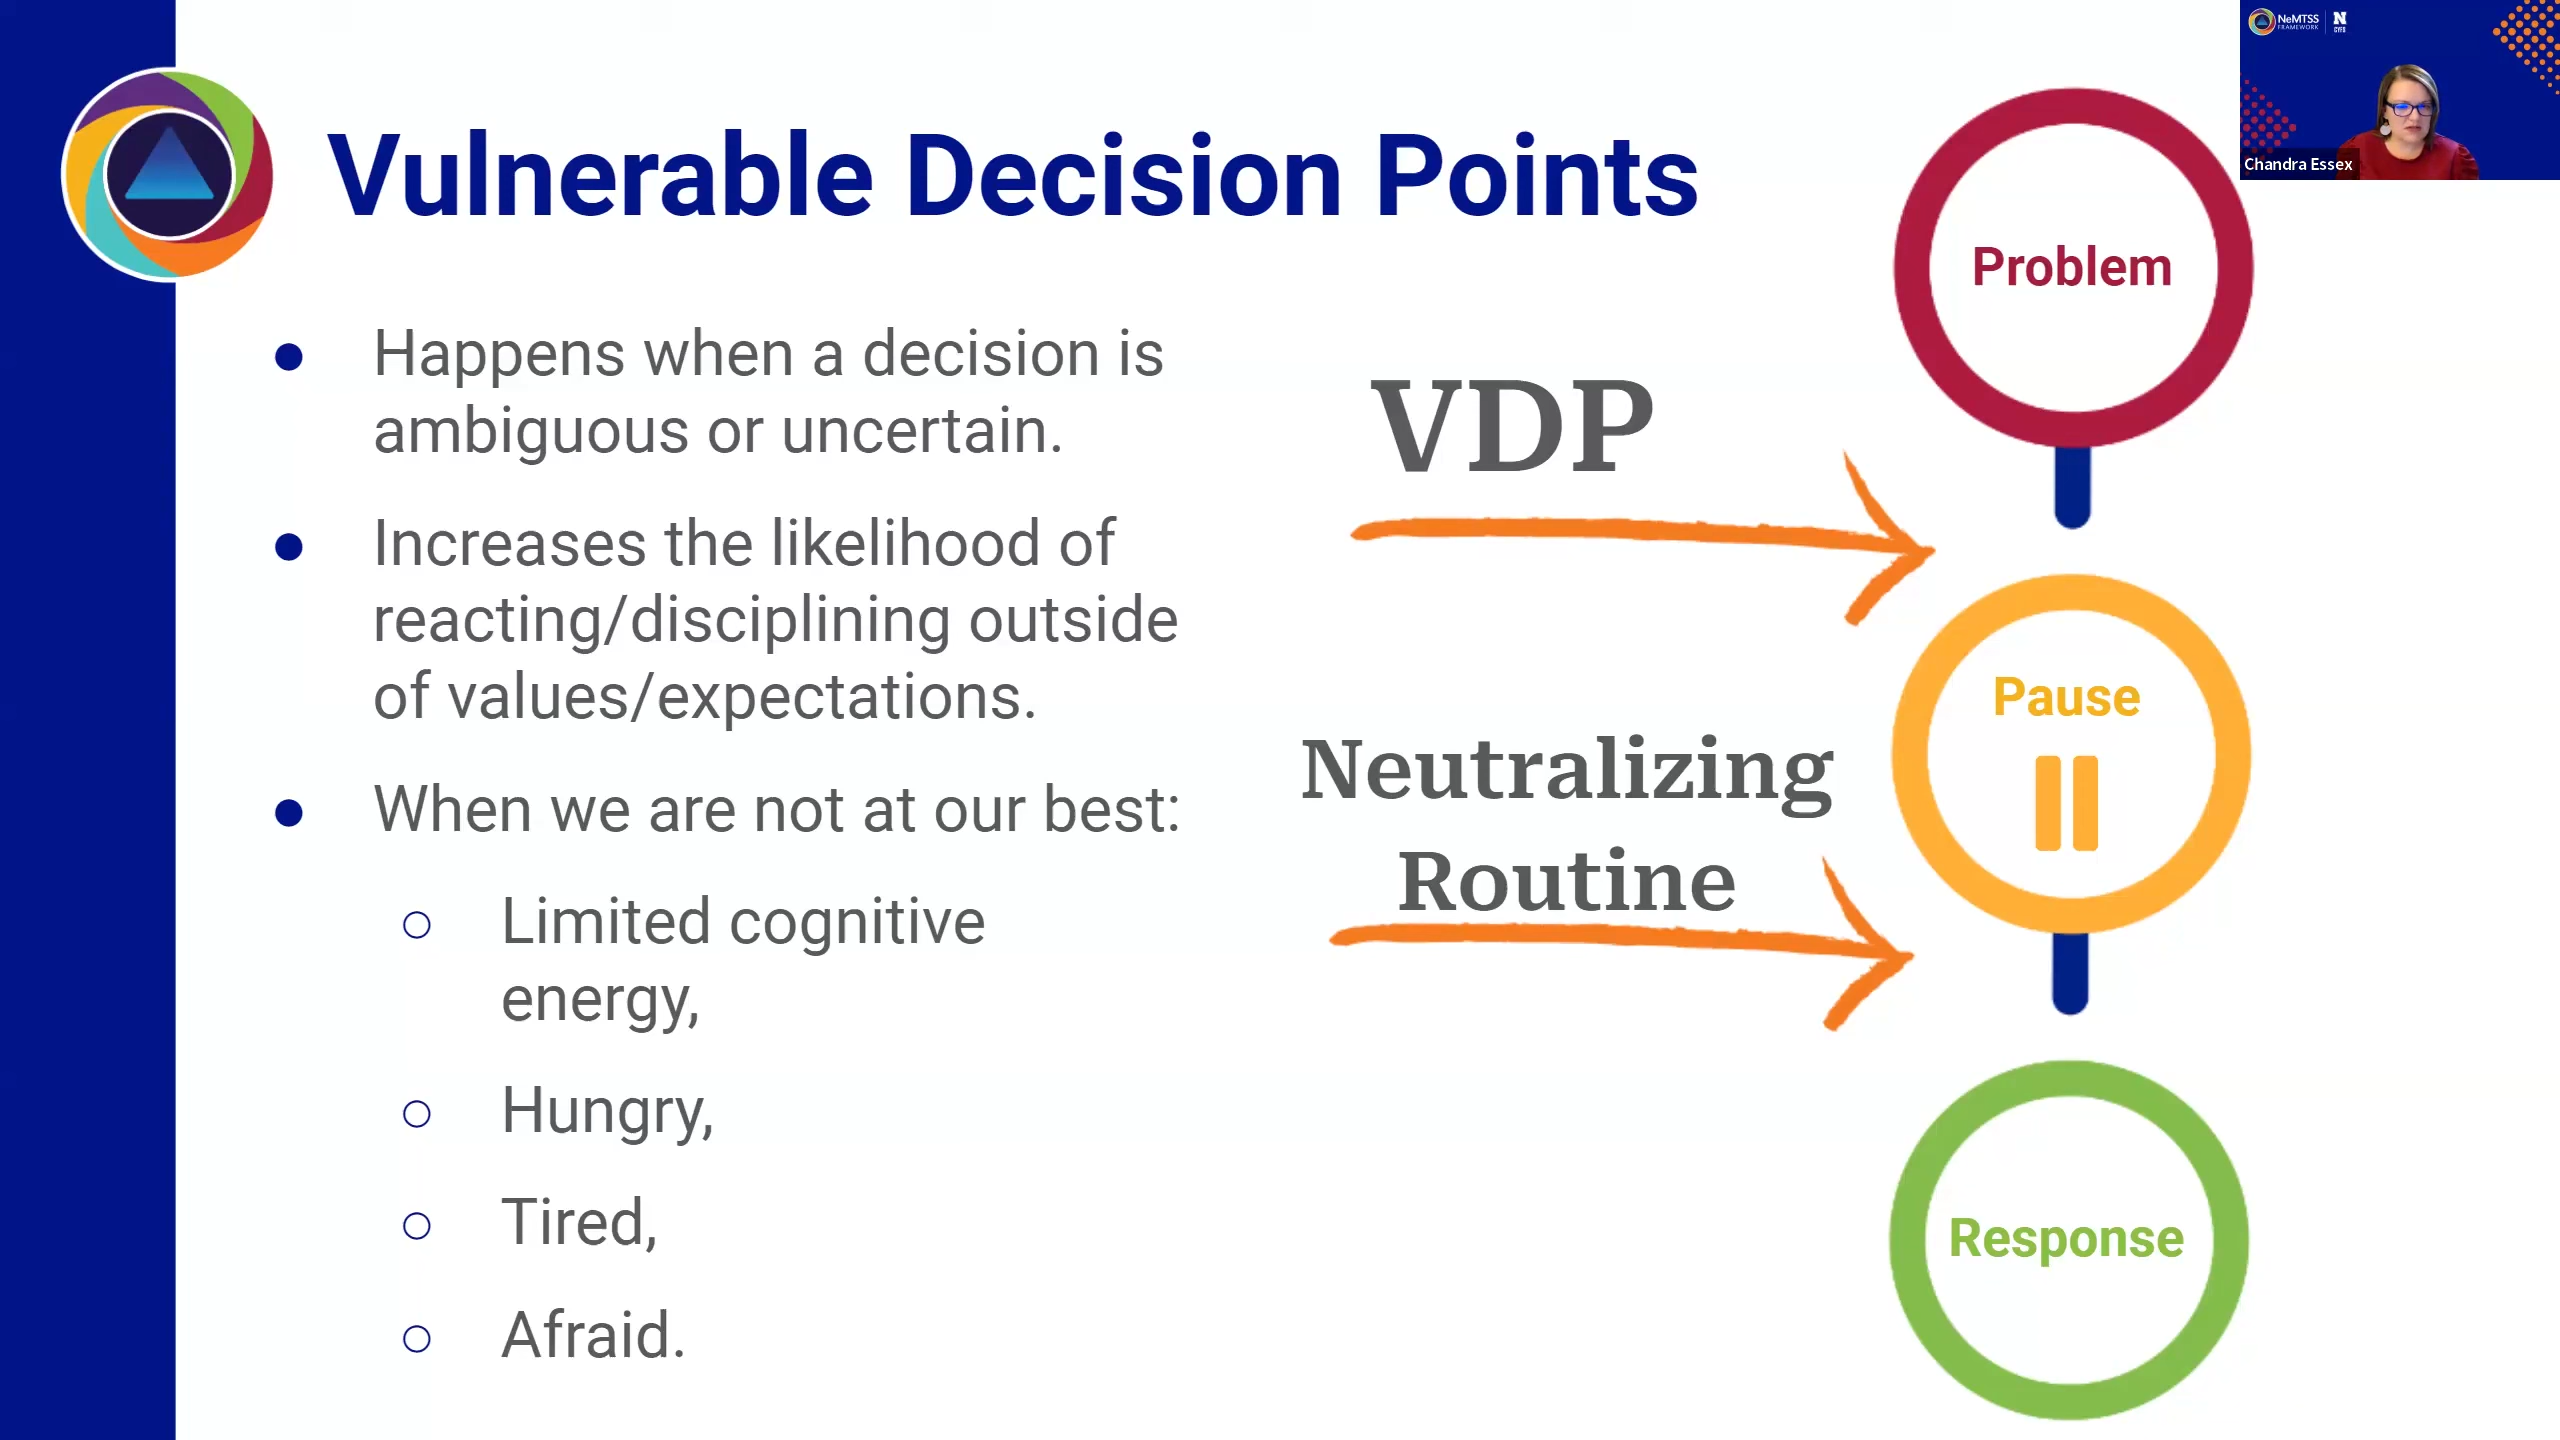 NeMTSS
FRAMEWORK
N
CYFS
Chandra Essex
Vulnerable Decision Points
Happens when a decision is
ambiguous or uncertain.
Increases the likelihood of
reacting/disciplining outside
of values/expectations.
When we are not at our best:
Limited cognitive
energy,
Hungry,
Tired,
Afraid.
VDP
Neutralizing
Routine
Problem
Pause
Response